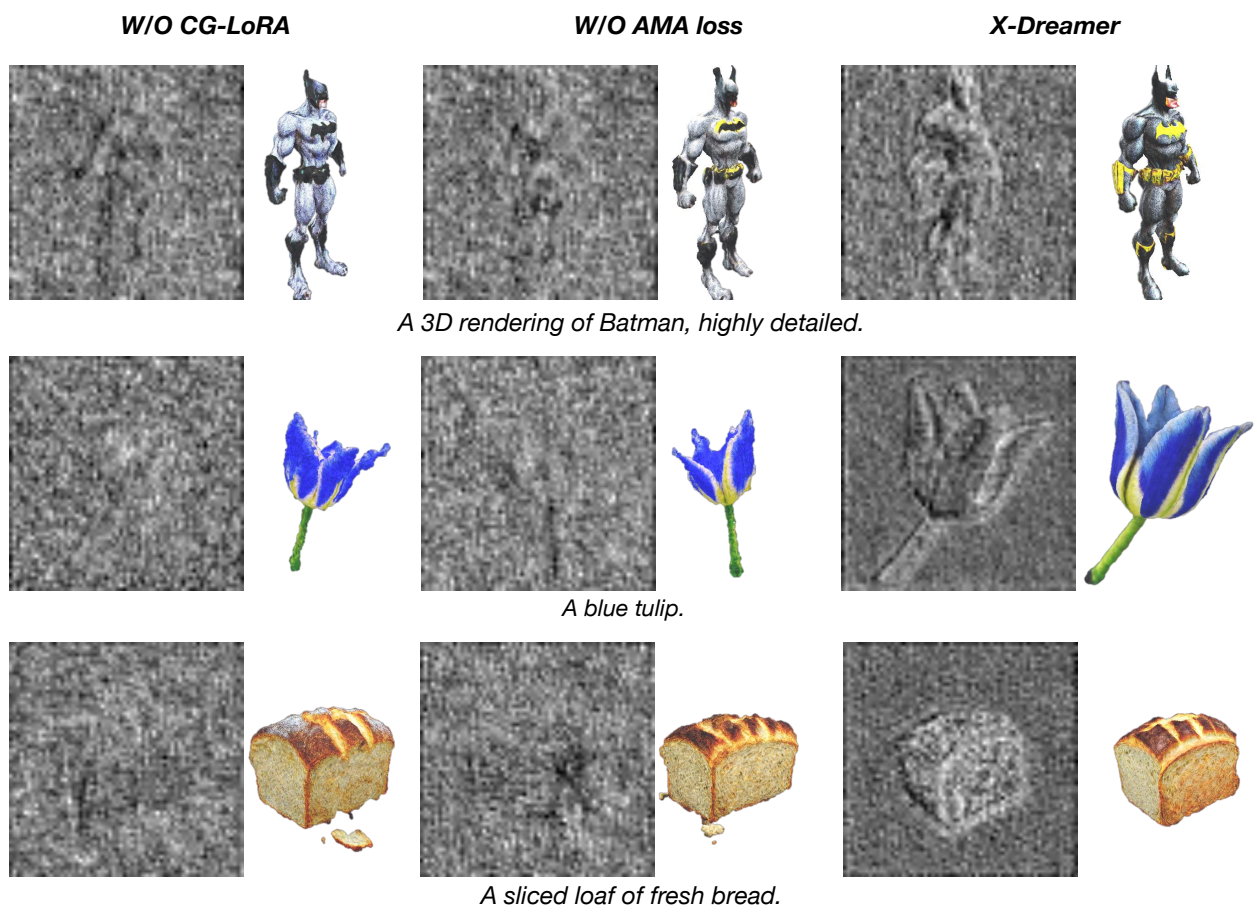 W/O CG-LoRA
W/O AMA loss
X-Dreamer
A 3D rendering of Batman, highly detailed.
A blue tulip.
A sliced loaf of fresh bread.